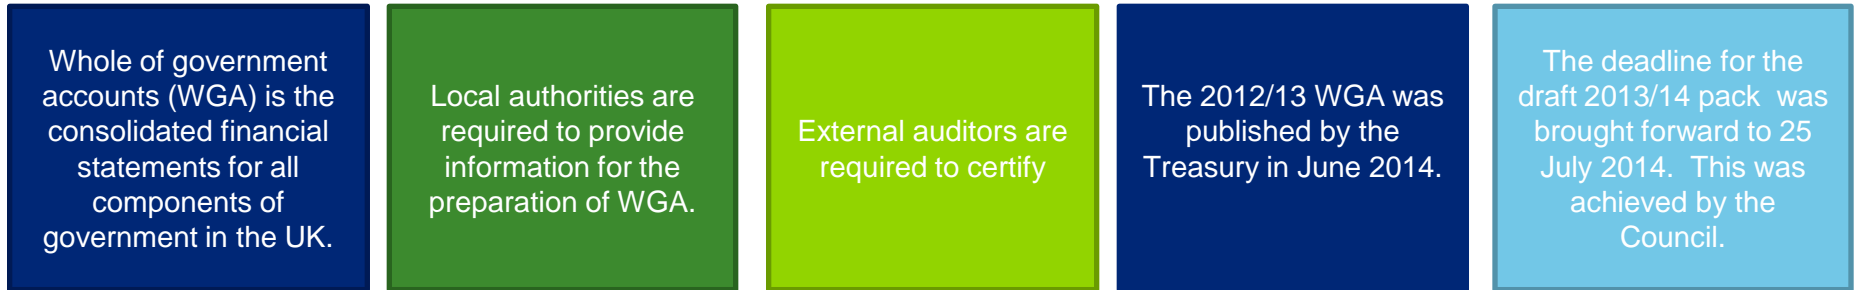 Whole of government
accounts (WGA) is the
consolidated financial
statements for all
components of
government in the UK.
Local authorities are
required to provide
information for the
preparation of WGA.
External auditors are
required to certify
The 2012/13 WGA was
published by the
Treasury in June 2014.
The deadline for the
draft 2013/14 pack  was
brought forward to 25
July 2014.  This was
achieved by the
Council.